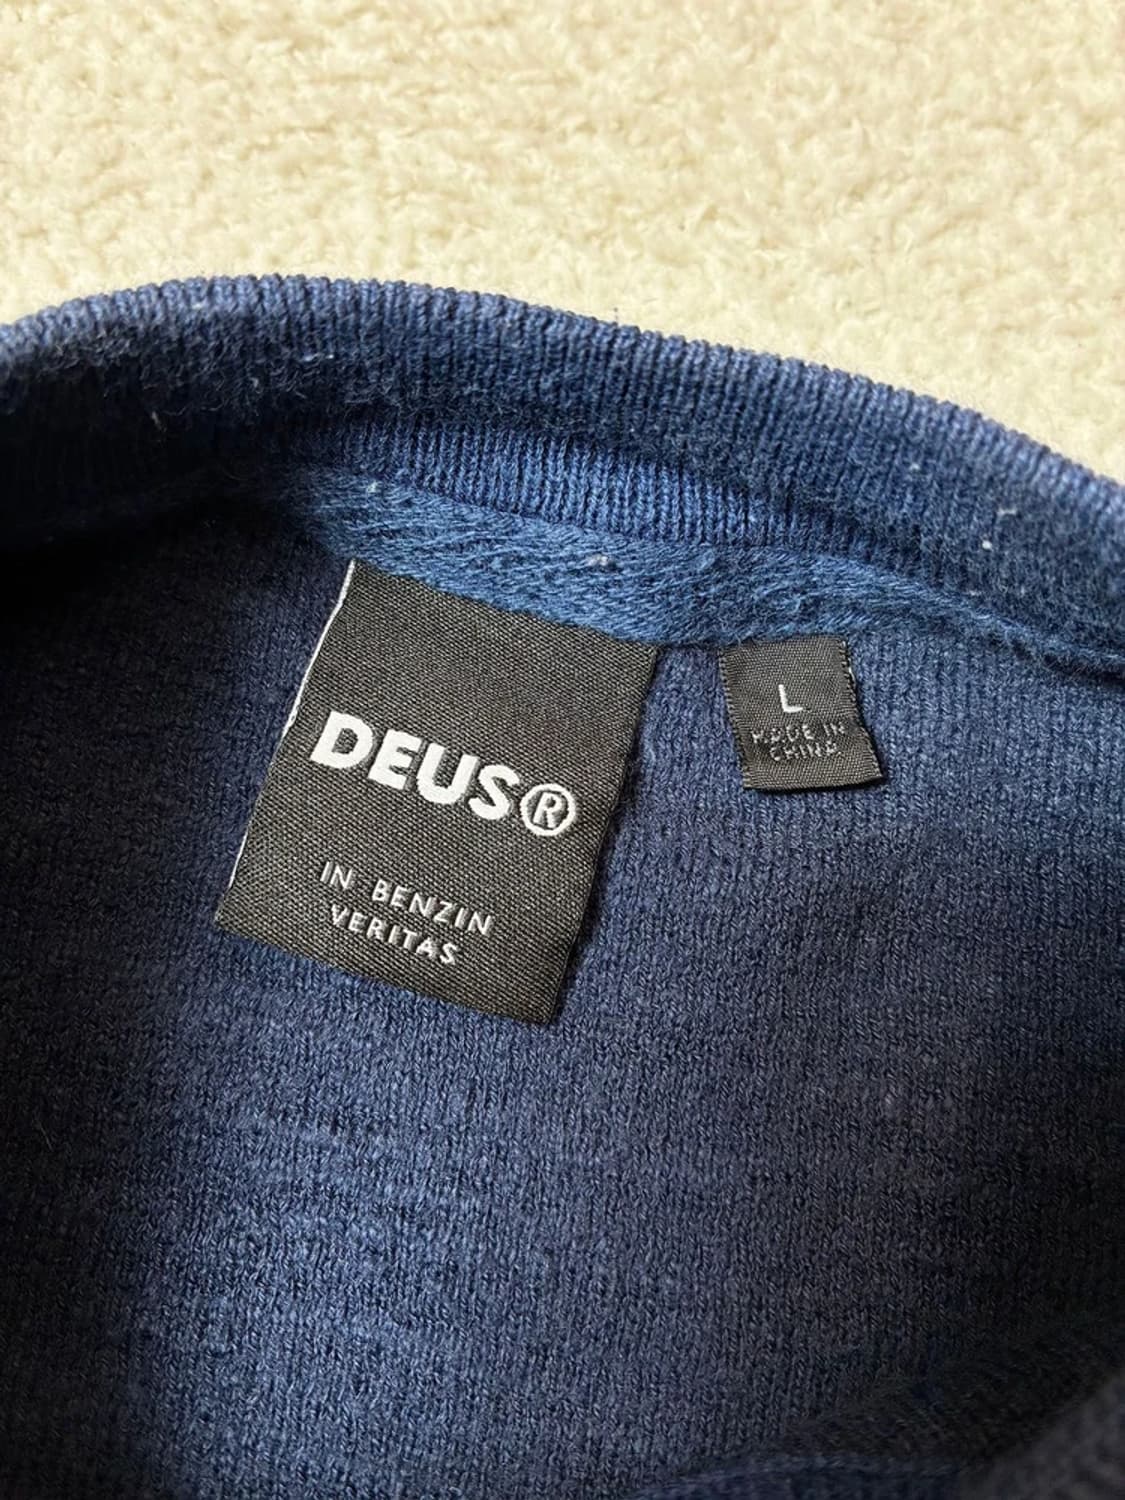 DEUS®
IN BENZIN
VERITAS
L
MADE IN
CHINA